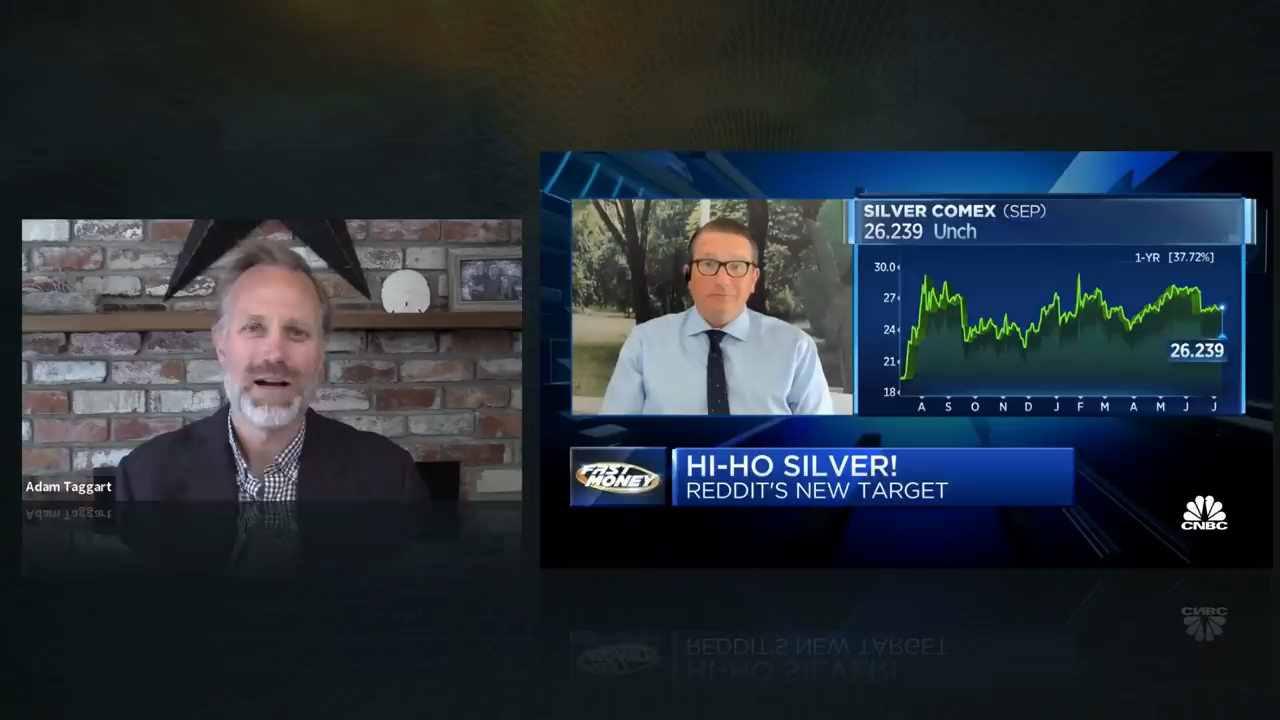 Adam Taggart
SILVER COMEX (SEP)
26.239 Unch
1-YR [37.72%]
30.0
27
24
21
18
26.239
A S O N D J F M A M J J
FAST MONEY
HI-HO SILVER!
REDDIT'S NEW TARGET
CNBC